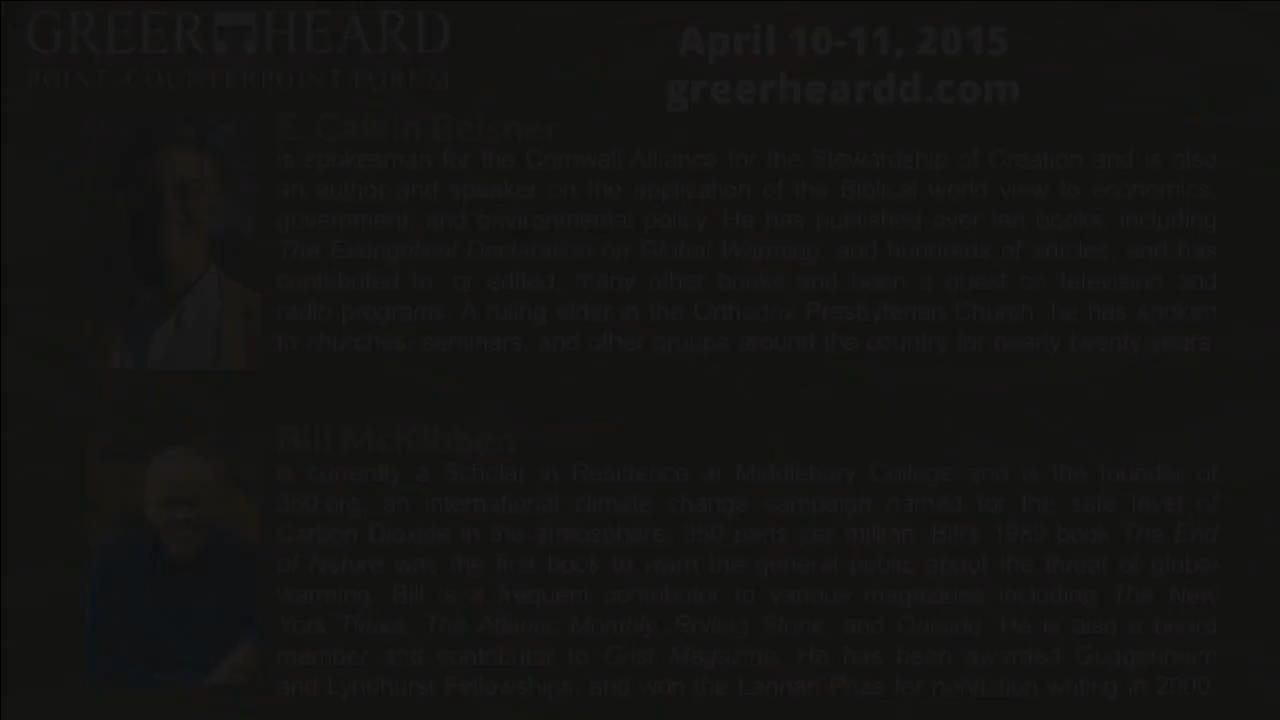 GREER HEARD
POINT-COUNTERPOINT FORUM
April 10-11, 2015
greerheardd.com
E. Calvin Beisner
is spokesman for the Cornwall Alliance for the Stewardship of Creation and is also
an author and speaker on the application of the Biblical world view to economics,
government, and environmental policy. He has published over ten books, including
The Evangelical Declaration on Global Warming, and hundreds of articles, and has
contributed to, or edited, many other books and been a guest on television and
radio programs. A ruling elder in the Orthodox Presbyterian Church, he has spoken
to churches, seminars, and other groups around the country for nearly twenty years.
Bill McKibben
is currently a Scholar in Residence at Middlebury College and is the founder of
350.org, an international climate change campaign named for the safe level of
Carbon Dioxide in the atmosphere, 350 parts per million. Bill's 1989 book The End
of Nature was the first book to warn the general public about the threat of global
warming. Bill is a frequent contributor to various magazines including The New
York Times, The Atlantic Monthly, Rolling Stone, and Outside. He is also a board
member and contributor to Grist Magazine. He has been awarded Guggenheim
and Lyndhurst Fellowships, and won the Lannan Prize for nonfiction writing in 2000.